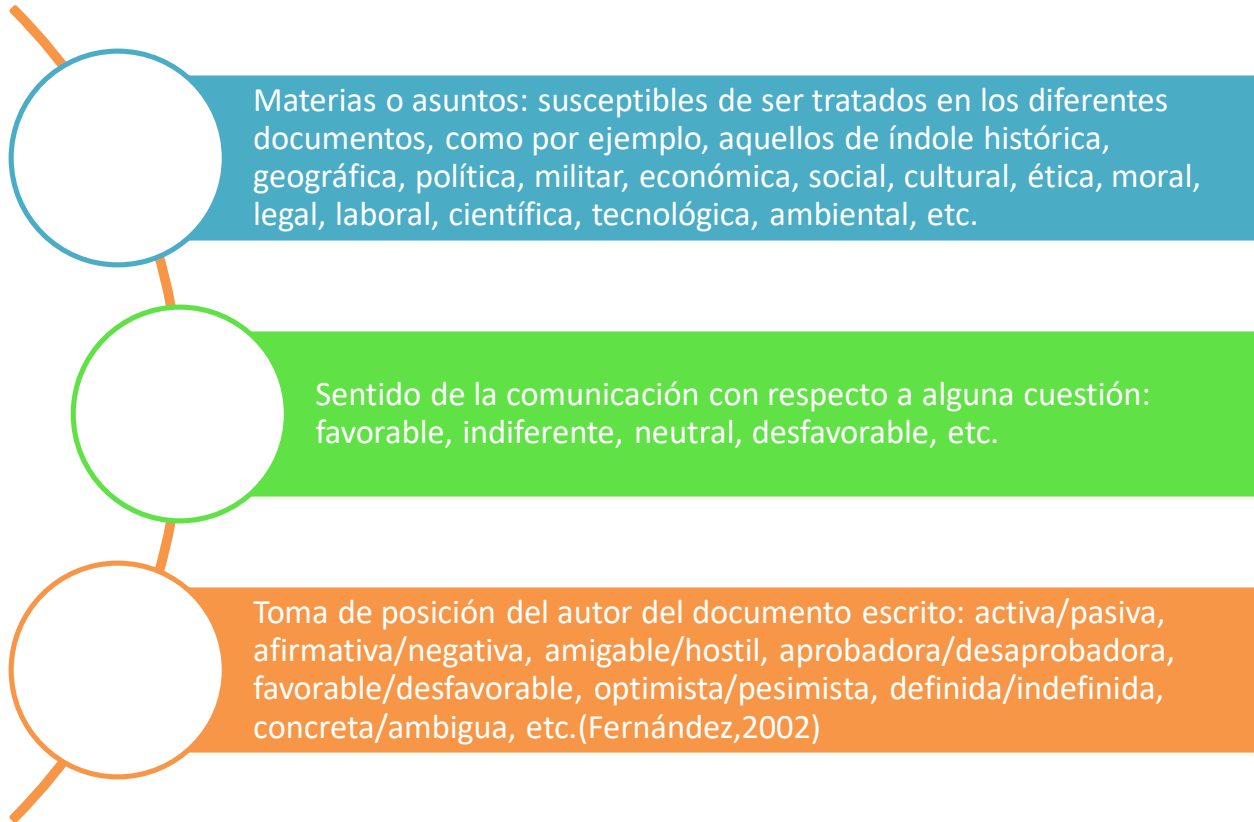 Materias o asuntos: susceptibles de ser tratados en los diferentes
documentos, como por ejemplo, aquellos de índole histórica,
geográfica, política, militar, económica, social, cultural, ética, moral,
legal, laboral, científica, tecnológica, ambiental, etc.
Sentido de la comunicación con respecto a alguna cuestión:
favorable, indiferente, neutral, desfavorable, etc.
Toma de posición del autor del documento escrito: activa/pasiva,
afirmativa/negativa, amigable/hostil, aprobadora/desaprobadora,
favorable/desfavorable, optimista/pesimista, definida/indefinida,
concreta/ambigua, etc.(Fernández,2002)